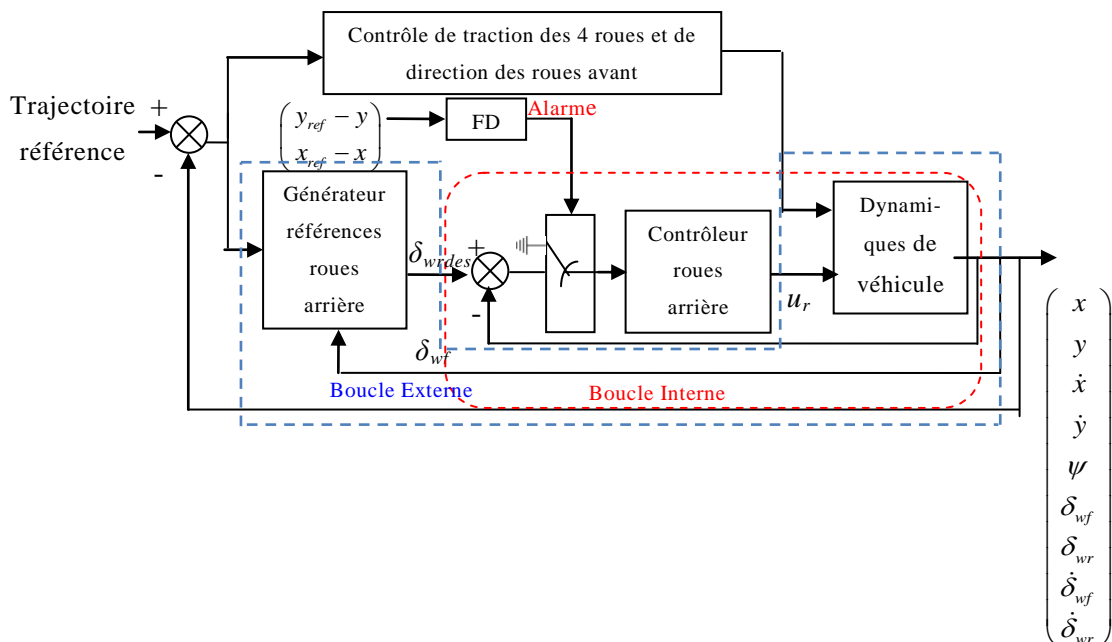 Contrôle de traction des 4 roues et de
direction des roues avant
Trajectoire
référence
+
-
y_ref − y
x_ref − x
FD
Alarme
Générateur
références
roues
arrière
δ_wrdes
+
-
Contrôleur
roues
arrière
u_r
Dynami-
ques de
véhicule
δ_wf
Boucle Externe
Boucle Interne
x
y
ẋ
ẏ
ψ
δ_wf
δ_wr
δ̇_wf
δ̇_wr